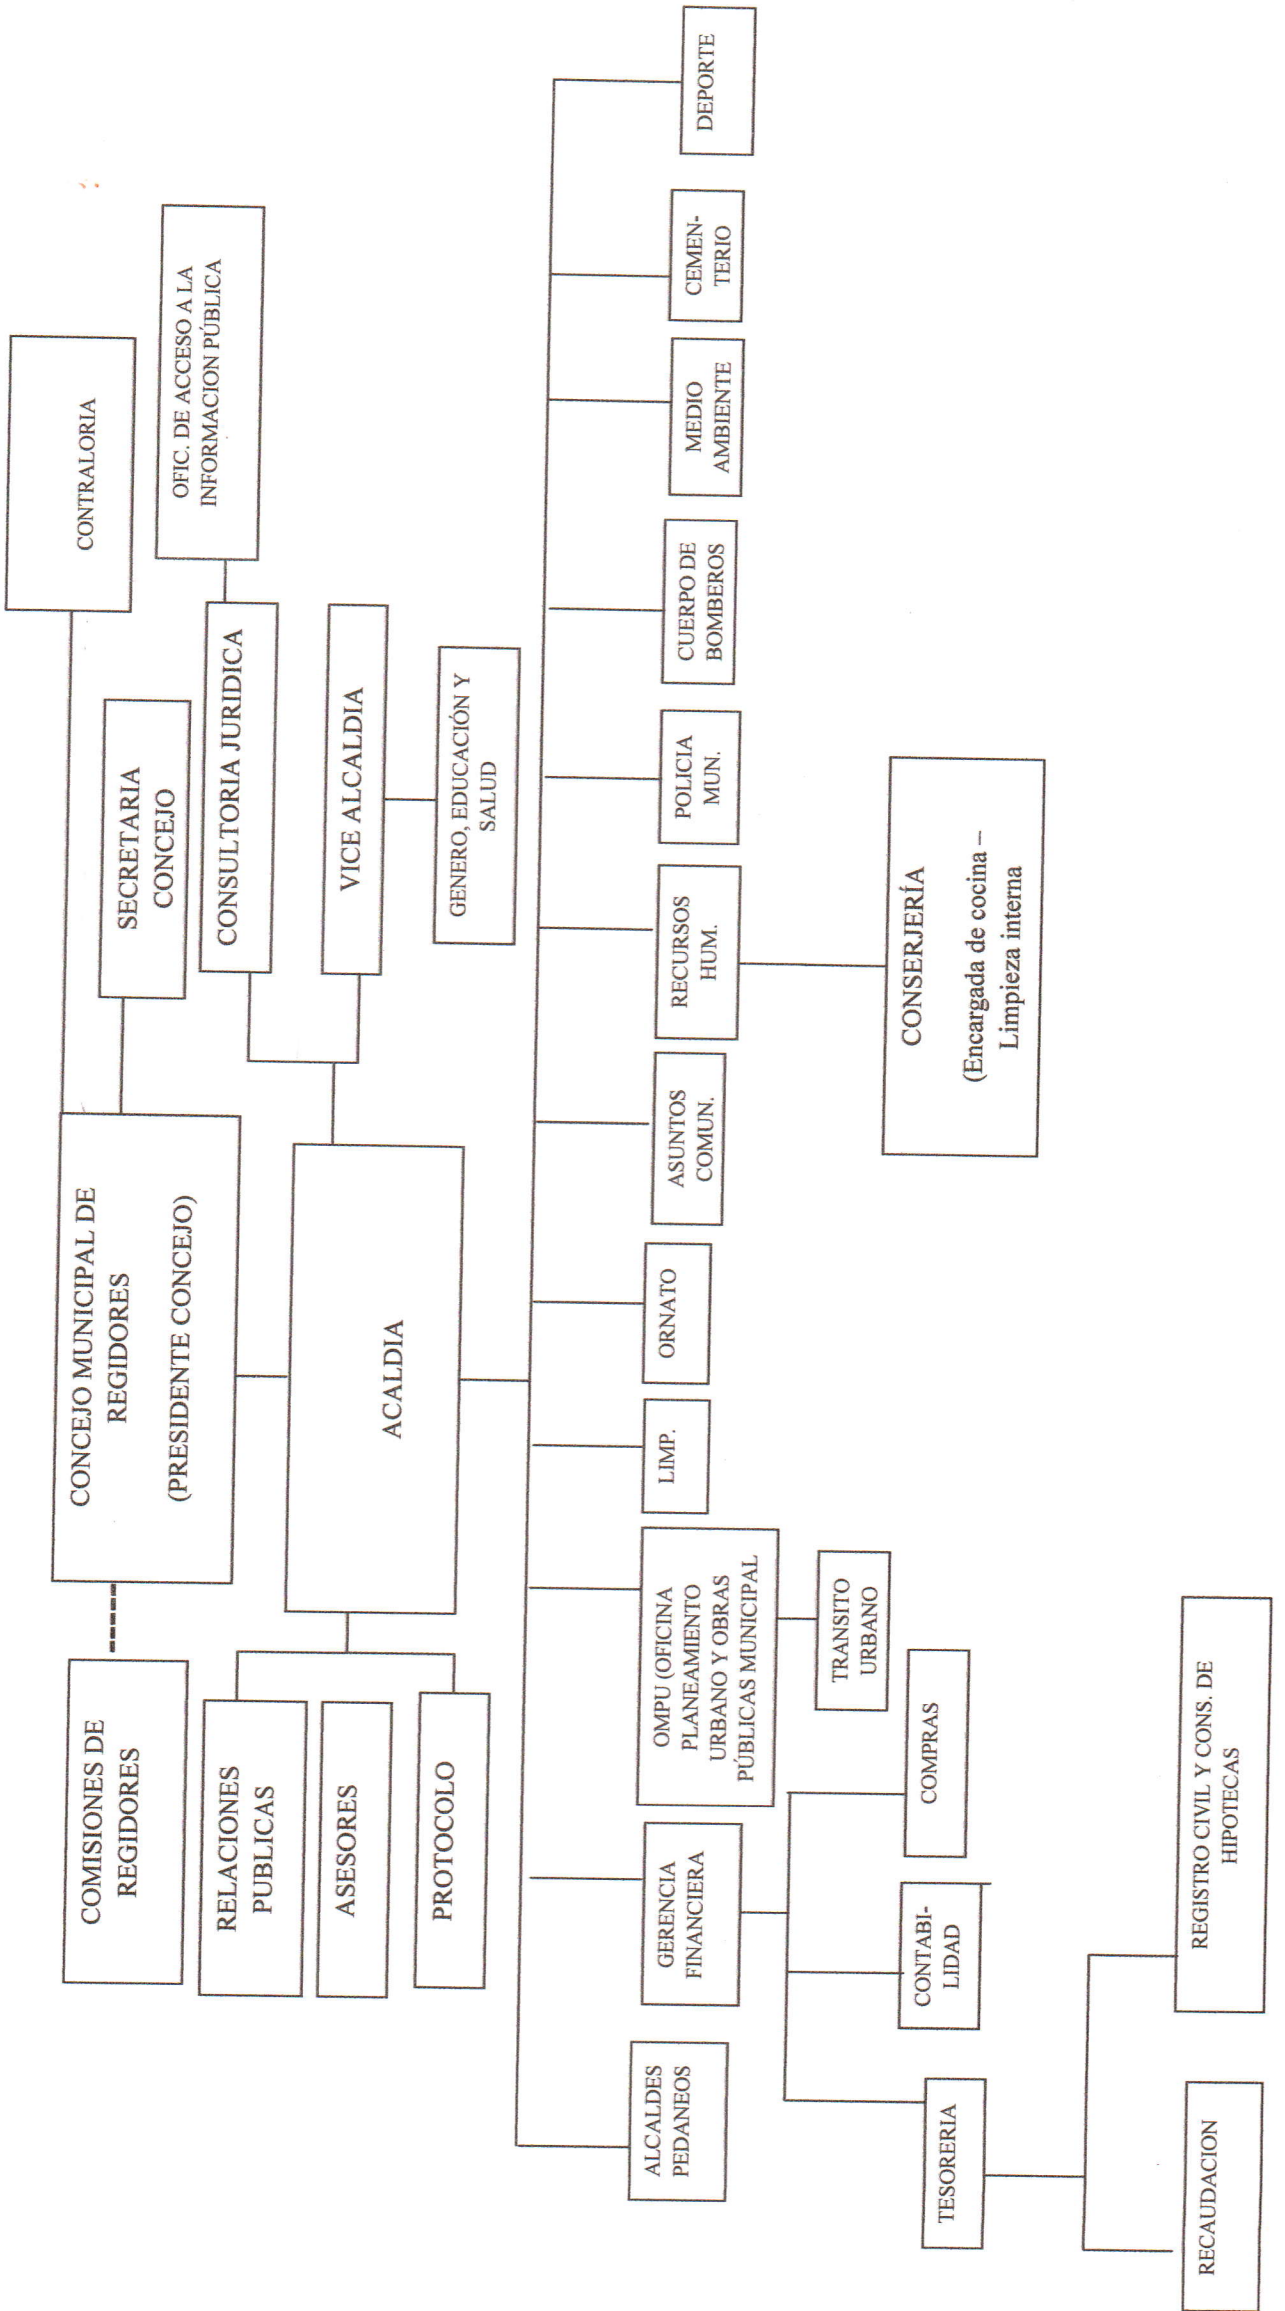 CONTRALORIA
CONCEJO MUNICIPAL DE
REGIDORES
(PRESIDENTE CONCEJO)
COMISIONES DE
REGIDORES
SECRETARIA
CONCEJO
OFIC. DE ACCESO A LA
INFORMACION PÚBLICA
RELACIONES
PUBLICAS
CONSULTORIA JURIDICA
ACALDIA
ASESORES
VICE ALCALDIA
PROTOCOLO
GENERO, EDUCACIÓN Y
SALUD
ALCALDES
PEDANEOS
GERENCIA
FINANCIERA
OMPU (OFICINA
PLANEAMIENTO
URBANO Y OBRAS
PÚBLICAS MUNICIPAL
LIMP.
ORNATO
ASUNTOS
COMUN.
RECURSOS
HUM.
POLICIA
MUN.
CUERPO DE
BOMBEROS
MEDIO
AMBIENTE
CEMEN-
TERIO
DEPORTE
TRANSITO
URBANO
TESORERIA
CONTABI-
LIDAD
COMPRAS
CONSERJERÍA
(Encargada de cocina –
Limpieza interna
RECAUDACION
REGISTRO CIVIL Y CONS. DE
HIPOTECAS